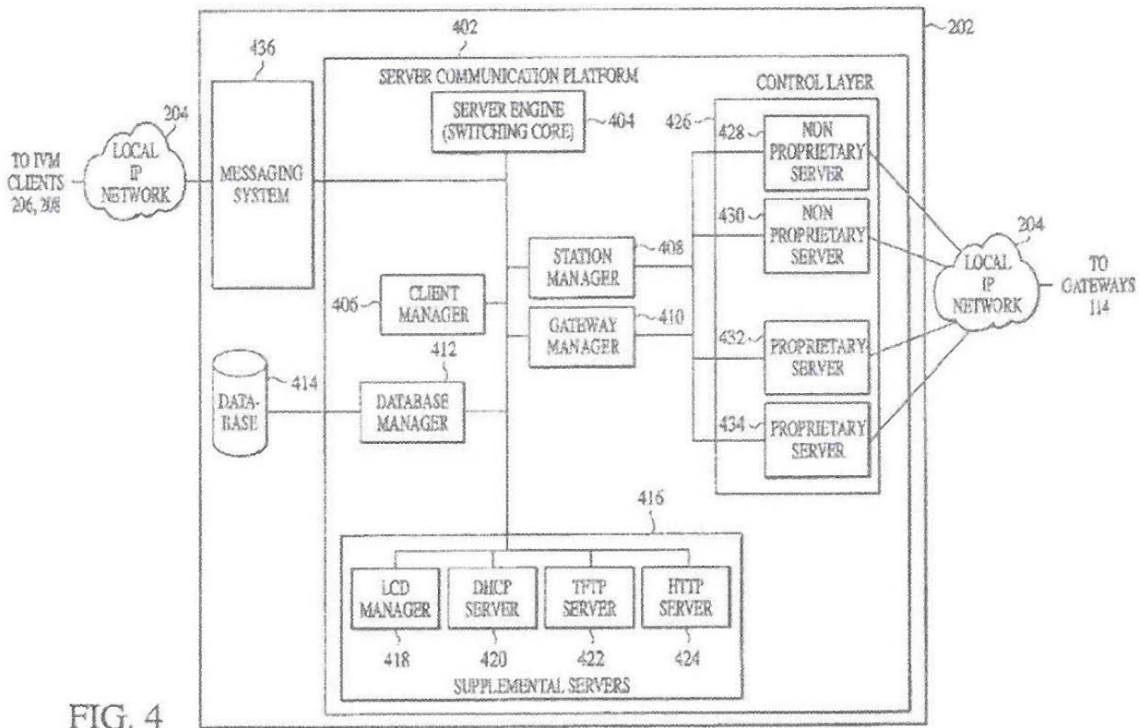 202
402
436
SERVER COMMUNICATION PLATFORM
CONTROL LAYER
SERVER ENGINE
(SWITCHING CORE)
404
426
428
NON
PROPRIETARY
SERVER
204
LOCAL
IP
NETWORK
TO IVM
CLIENTS
206, 208
MESSAGING
SYSTEM
430
NON
PROPRIETARY
SERVER
STATION
MANAGER
408
204
LOCAL
IP
NETWORK
TO
GATEWAYS
114
406
CLIENT
MANAGER
GATEWAY
MANAGER
410
432
PROPRIETARY
SERVER
412
414
DATA-
BASE
DATABASE
MANAGER
434
PROPRIETARY
SERVER
416
LCD
MANAGER
DHCP
SERVER
TFTP
SERVER
HTTP
SERVER
418
420
422
424
SUPPLEMENTAL SERVERS
FIG. 4